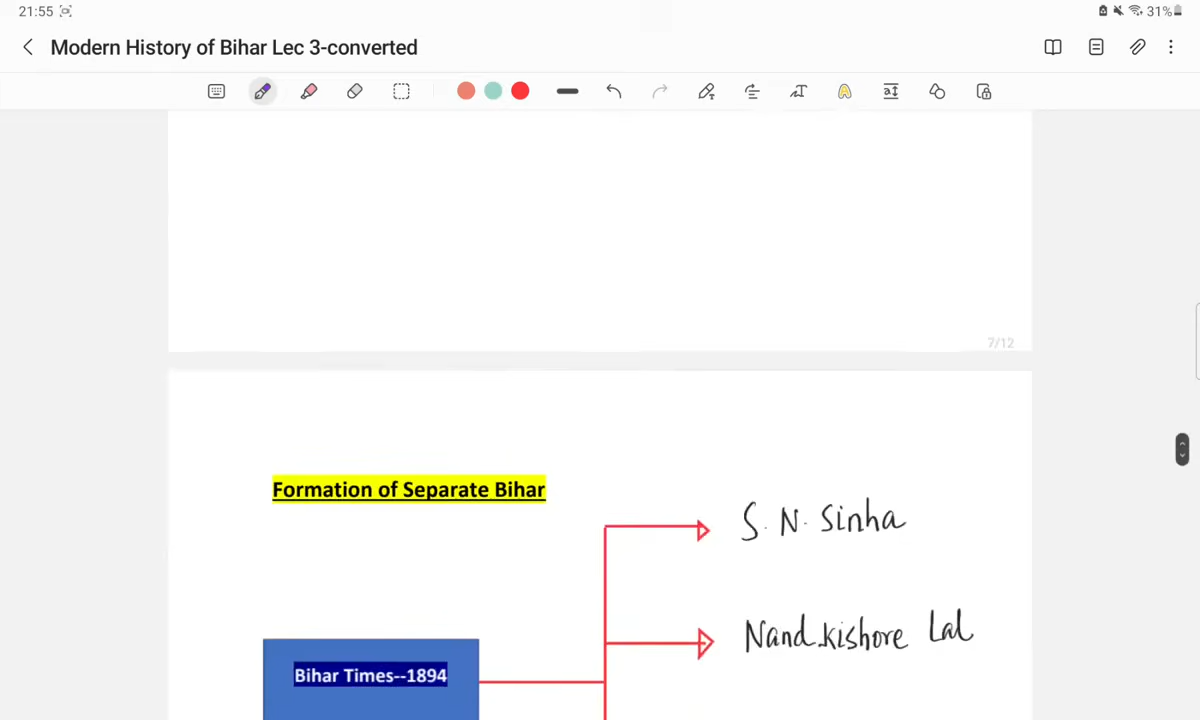 21:55
31%
Modern History of Bihar Lec 3-converted
7/12
Formation of Separate Bihar
S. N. Sinha
Nand kishore Lal
Bihar Times--1894